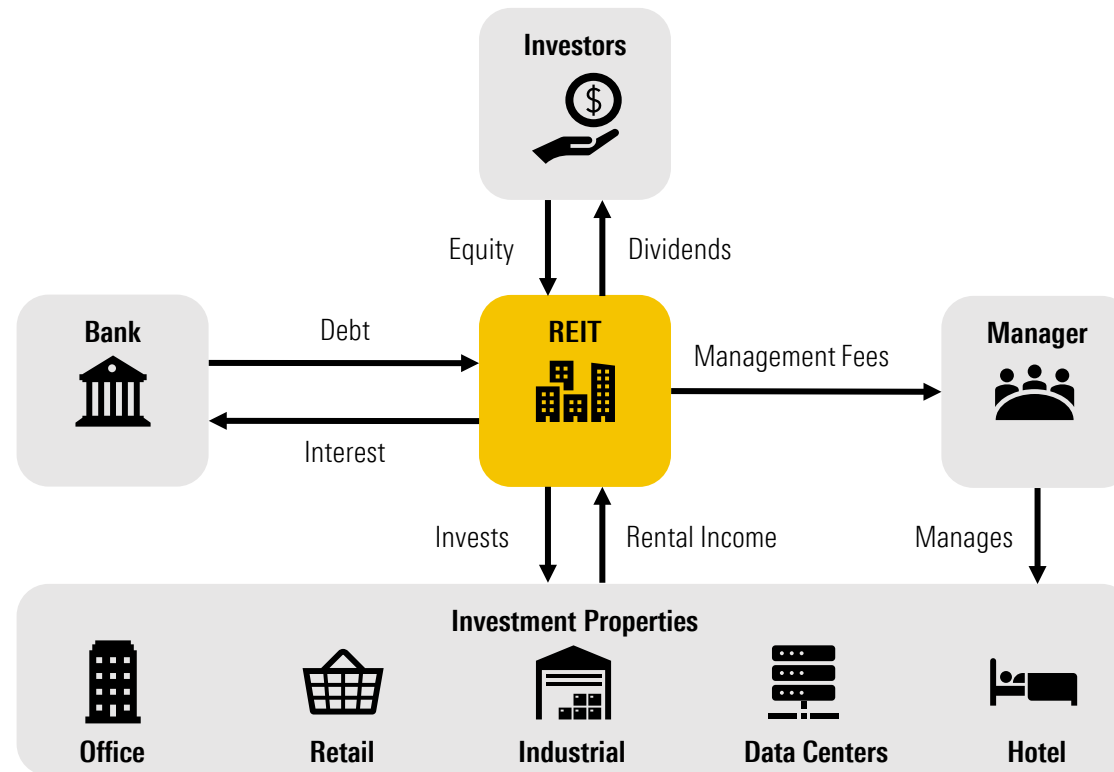 Investors
$
Equity
Dividends
Bank
Debt
REIT
Management Fees
Manager
Interest
Invests
Rental Income
Manages
Investment Properties
Office
Retail
Industrial
Data Centers
Hotel